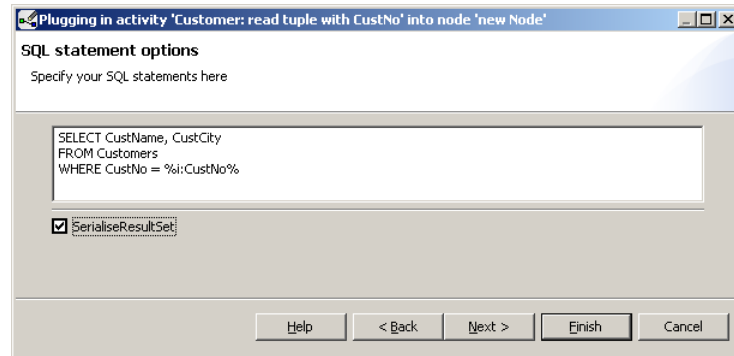 Plugging in activity 'Customer: read tuple with CustNo' into node 'new Node'
SQL statement options
Specify your SQL statements here
SELECT CustName, CustCity
FROM Customers
WHERE CustNo = %i:CustNo%
SerialiseResultSet
Help
< Back
Next >
Finish
Cancel